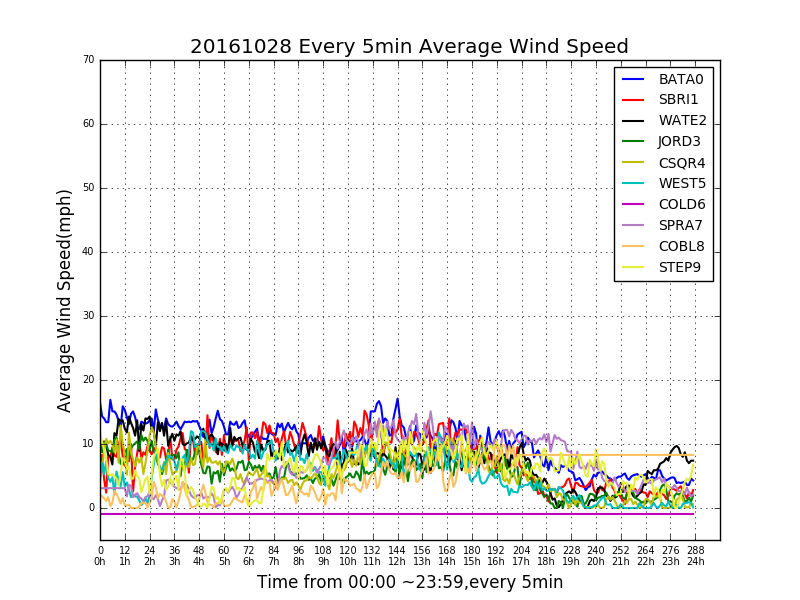 20161028 Every 5min Average Wind Speed
70
60
50
40
30
20
10
0
Average Wind Speed(mph)
BATA0
SBRI1
WATE2
JORD3
CSQR4
WEST5
COLD6
SPRA7
COBL8
STEP9
0 12 24 36 48 60 72 84 96 108 120 132 144 156 168 180 192 204 216 228 240 252 264 276 288
0h 1h 2h 3h 4h 5h 6h 7h 8h 9h 10h 11h 12h 13h 14h 15h 16h 17h 18h 19h 20h 21h 22h 23h 24h
Time from 00:00 ~23:59,every 5min